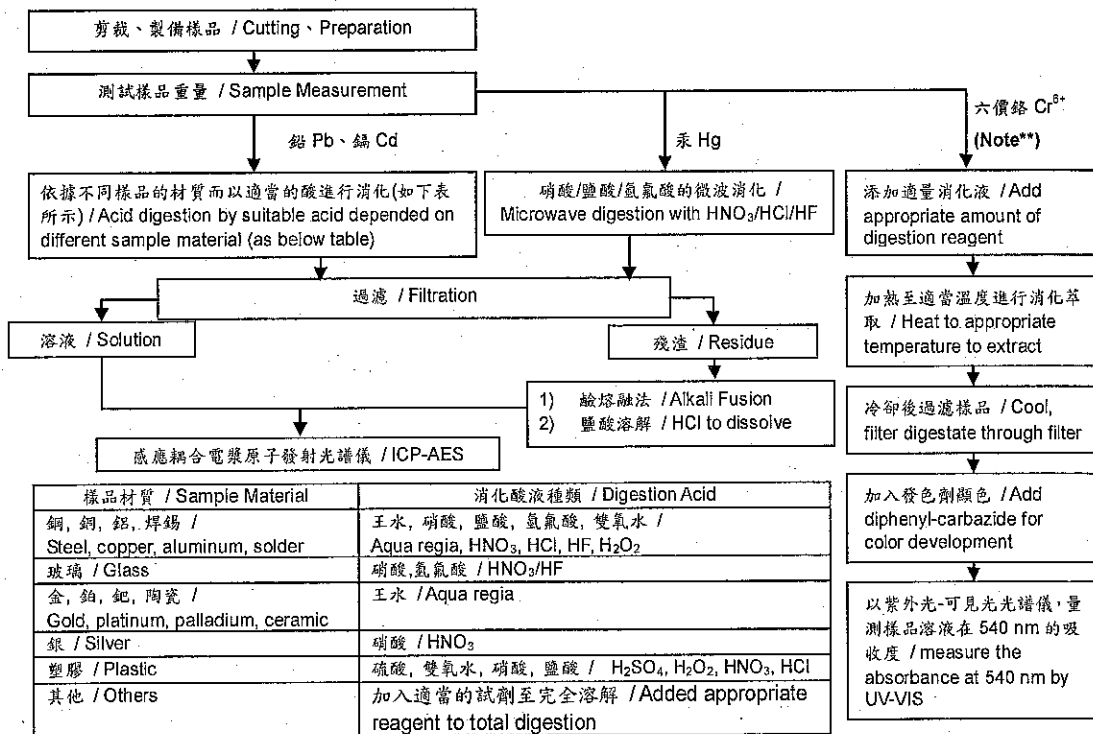 剪裁、製備樣品 / Cutting、Preparation
測試樣品重量 / Sample Measurement
鉛 Pb、鎘 Cd
汞 Hg
六價鉻 Cr⁶⁺
(Note**)
依據不同樣品的材質而以適當的酸進行消化(如下表
所示) / Acid digestion by suitable acid depended on
different sample material (as below table)
硝酸/鹽酸/氫氟酸的微波消化 /
Microwave digestion with HNO₃/HCl/HF
添加適量消化液 / Add
appropriate amount of
digestion reagent
過濾 / Filtration
溶液 / Solution
殘渣 / Residue
加熱至適當溫度進行消化萃
取 / Heat to appropriate
temperature to extract
1) 鹼熔融法 / Alkali Fusion
2) 鹽酸溶解 / HCl to dissolve
冷卻後過濾樣品 / Cool,
filter digestate through filter
感應耦合電漿原子發射光譜儀 / ICP-AES
加入發色劑顯色 / Add
diphenyl-carbazide for
color development
以紫外光-可見光光譜儀,量
測樣品溶液在 540 nm 的吸
收度 / measure the
absorbance at 540 nm by
UV-VIS
樣品材質 / Sample Material
消化酸液種類 / Digestion Acid
鋼, 銅, 鋁, 焊錫 /
Steel, copper, aluminum, solder
王水, 硝酸, 鹽酸, 氫氟酸, 雙氧水 /
Aqua regia, HNO₃, HCl, HF, H₂O₂
玻璃 / Glass
硝酸,氫氟酸 / HNO₃/HF
金, 鉑, 鈀, 陶瓷 /
Gold, platinum, palladium, ceramic
王水 / Aqua regia
銀 / Silver
硝酸 / HNO₃
塑膠 / Plastic
硫酸, 雙氧水, 硝酸, 鹽酸 / H₂SO₄, H₂O₂, HNO₃, HCl
其他 / Others
加入適當的試劑至完全溶解 / Added appropriate
reagent to total digestion